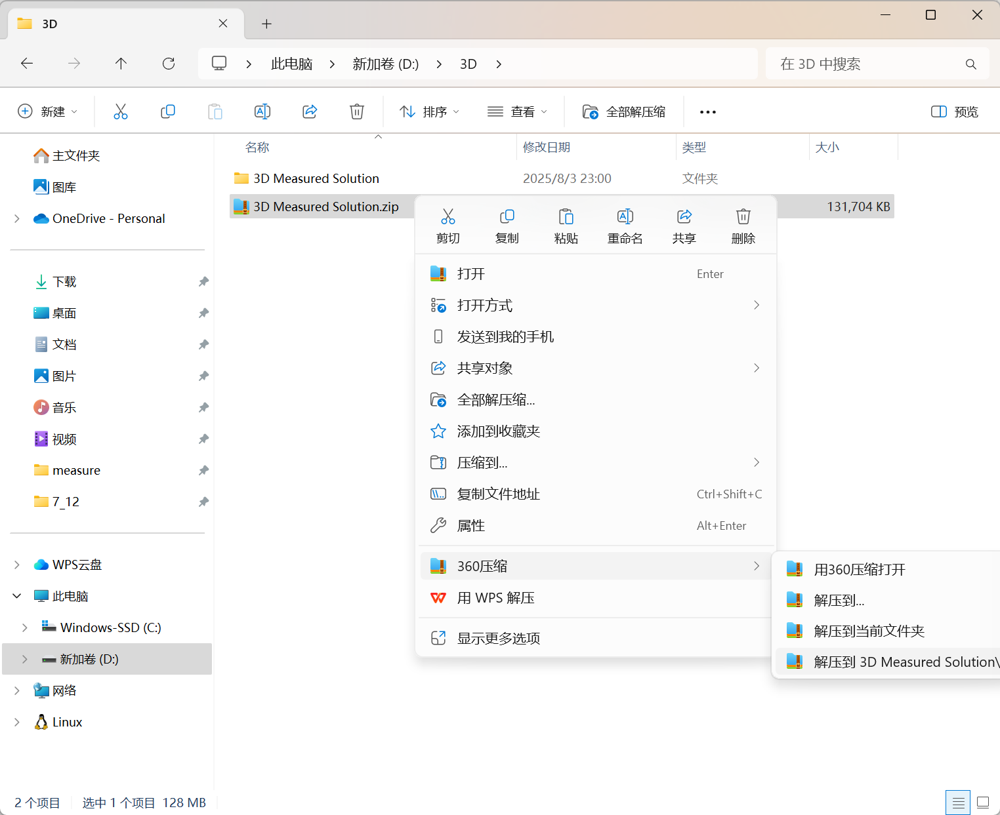 3D
此电脑 新加卷 (D:) 3D
在 3D 中搜索
新建 排序 查看 全部解压缩 预览
名称 修改日期 类型 大小
3D Measured Solution 2025/8/3 23:00 文件夹
3D Measured Solution.zip 131,704 KB
主文件夹
图库
OneDrive - Personal
下载
桌面
文档
图片
音乐
视频
measure
7_12
WPS云盘
此电脑
Windows-SSD (C:)
新加卷 (D:)
网络
Linux
剪切 复制 粘贴 重命名 共享 删除
打开 Enter
打开方式
发送到我的手机
共享对象
全部解压缩...
添加到收藏夹
压缩到...
复制文件地址 Ctrl+Shift+C
属性 Alt+Enter
360压缩
用 WPS 解压
显示更多选项
用360压缩打开
解压到...
解压到当前文件夹
解压到 3D Measured Solution\
2 个项目 选中 1 个项目 128 MB